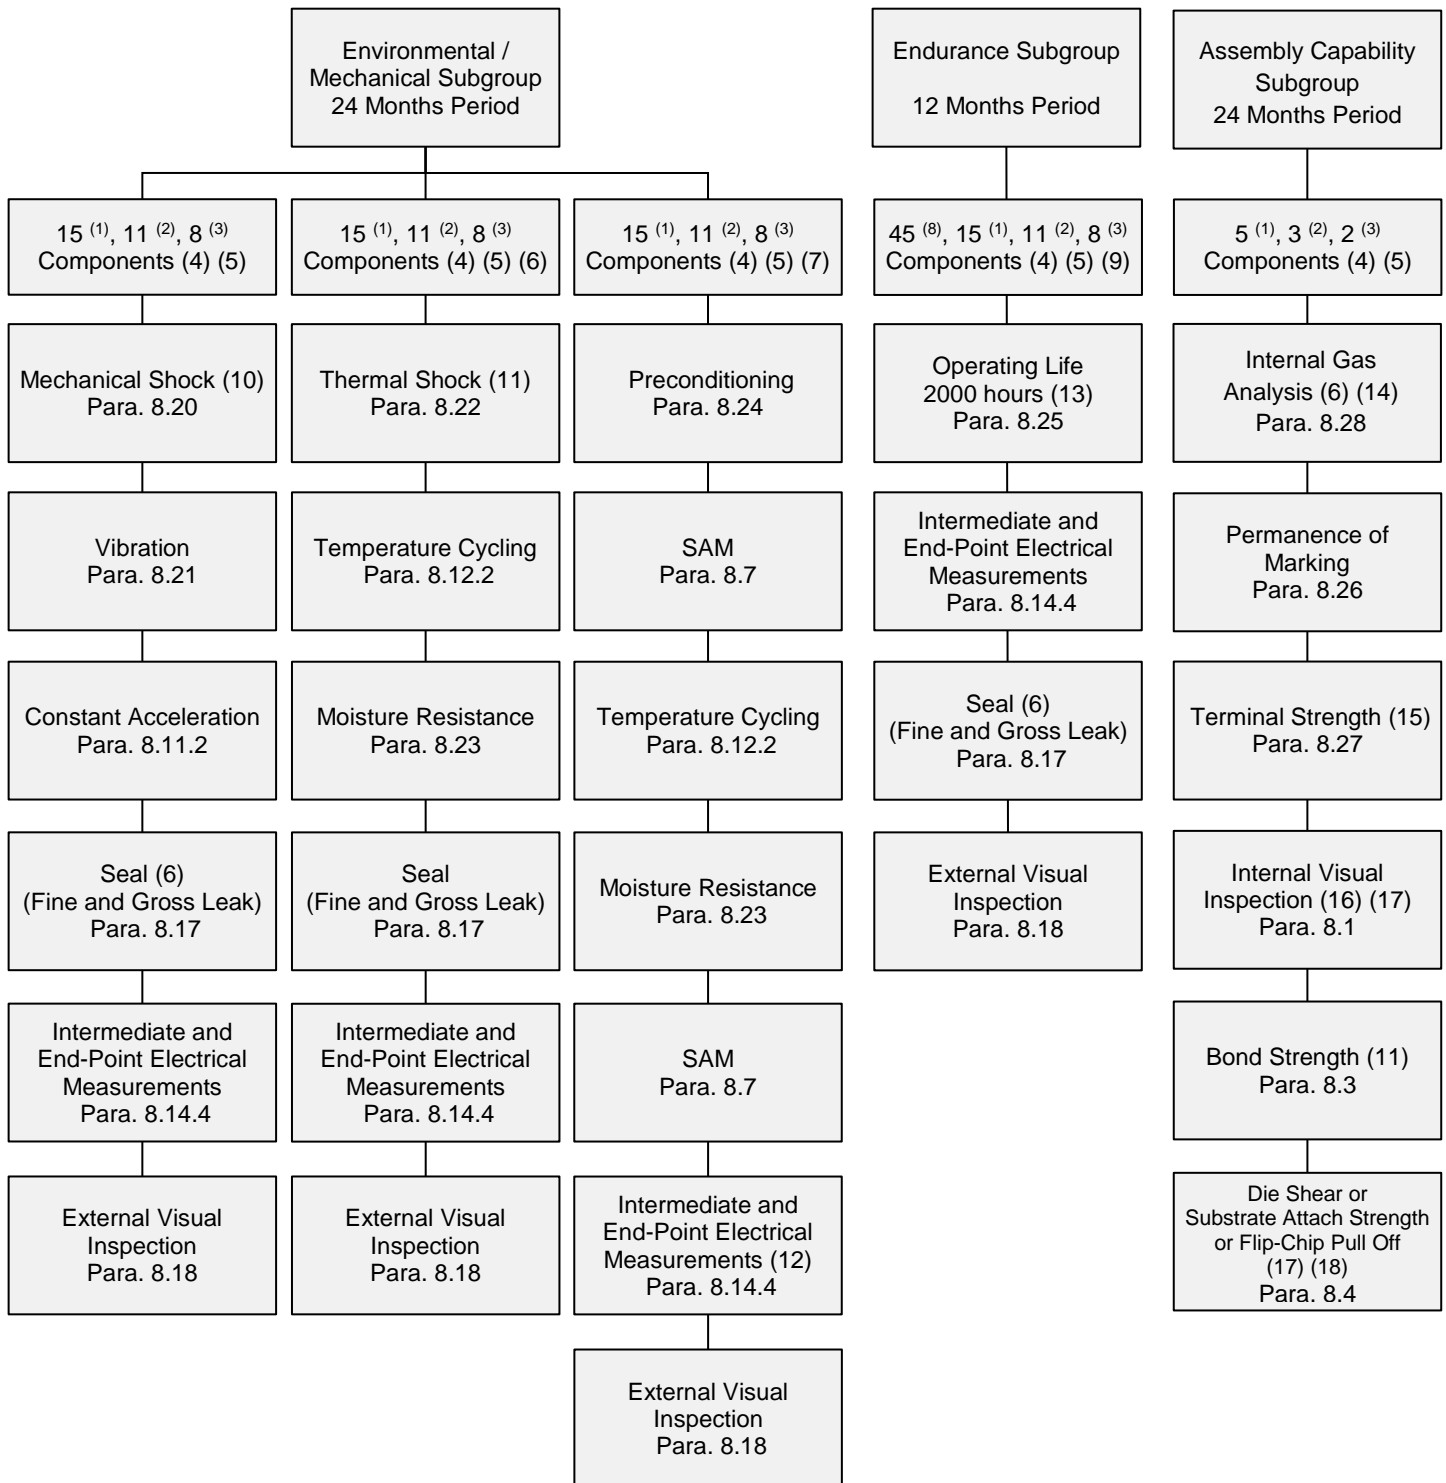 Environmental /
Mechanical Subgroup
24 Months Period
15 (1), 11 (2), 8 (3)
Components (4) (5)
Mechanical Shock (10)
Para. 8.20
Vibration
Para. 8.21
Constant Acceleration
Para. 8.11.2
Seal (6)
(Fine and Gross Leak)
Para. 8.17
Intermediate and
End-Point Electrical
Measurements
Para. 8.14.4
External Visual
Inspection
Para. 8.18
15 (1), 11 (2), 8 (3)
Components (4) (5) (6)
Thermal Shock (11)
Para. 8.22
Temperature Cycling
Para. 8.12.2
Moisture Resistance
Para. 8.23
Seal
(Fine and Gross Leak)
Para. 8.17
Intermediate and
End-Point Electrical
Measurements
Para. 8.14.4
External Visual
Inspection
Para. 8.18
15 (1), 11 (2), 8 (3)
Components (4) (5) (7)
Preconditioning
Para. 8.24
SAM
Para. 8.7
Temperature Cycling
Para. 8.12.2
Moisture Resistance
Para. 8.23
SAM
Para. 8.7
Intermediate and
End-Point Electrical
Measurements (12)
Para. 8.14.4
External Visual
Inspection
Para. 8.18
Endurance Subgroup
12 Months Period
45 (8), 15 (1), 11 (2), 8 (3)
Components (4) (5) (9)
Operating Life
2000 hours (13)
Para. 8.25
Intermediate and
End-Point Electrical
Measurements
Para. 8.14.4
Seal (6)
(Fine and Gross Leak)
Para. 8.17
External Visual
Inspection
Para. 8.18
Assembly Capability
Subgroup
24 Months Period
5 (1), 3 (2), 2 (3)
Components (4) (5)
Internal Gas
Analysis (6) (14)
Para. 8.28
Permanence of
Marking
Para. 8.26
Terminal Strength (15)
Para. 8.27
Internal Visual
Inspection (16) (17)
Para. 8.1
Bond Strength (11)
Para. 8.3
Die Shear or
Substrate Attach Strength
or Flip-Chip Pull Off
(17) (18)
Para. 8.4